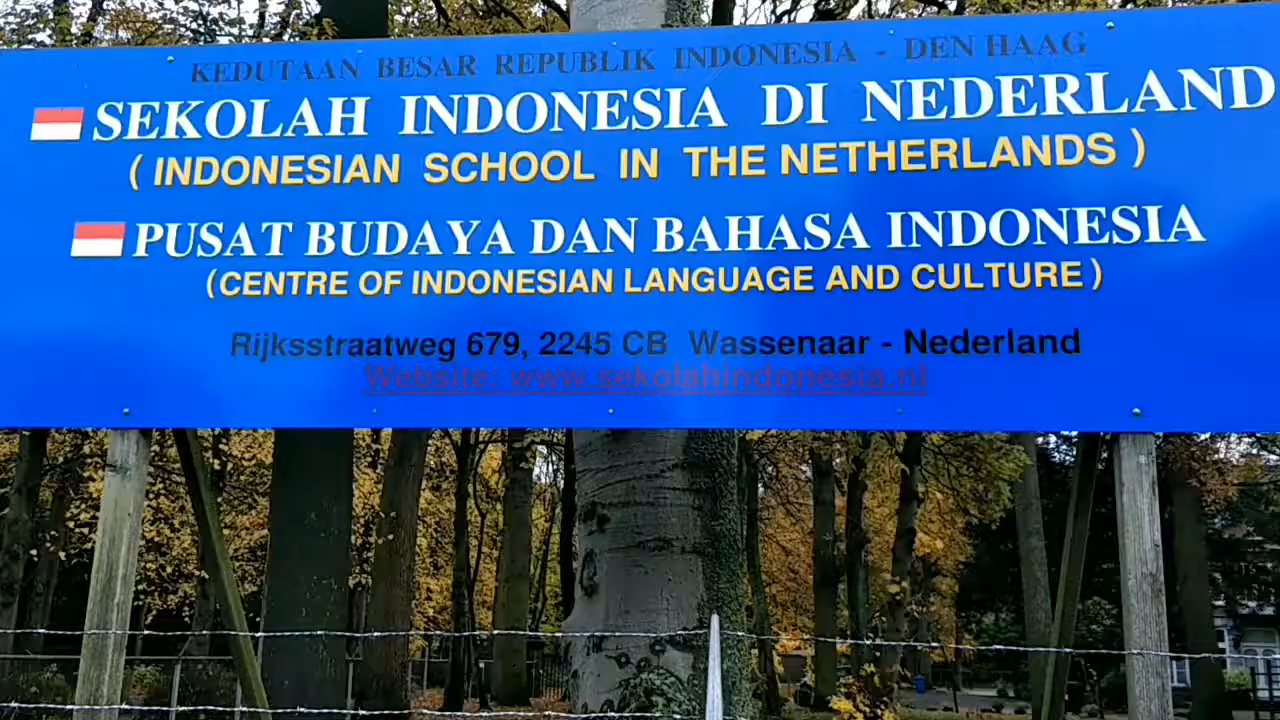 KEDUTAAN BESAR REPUBLIK INDONESIA - DEN HAAG
SEKOLAH INDONESIA DI NEDERLAND
( INDONESIAN SCHOOL IN THE NETHERLANDS )
PUSAT BUDAYA DAN BAHASA INDONESIA
(CENTRE OF INDONESIAN LANGUAGE AND CULTURE )
Rijksstraatweg 679, 2245 CB Wassenaar - Nederland
Website: www.sekolahindonesia.nl